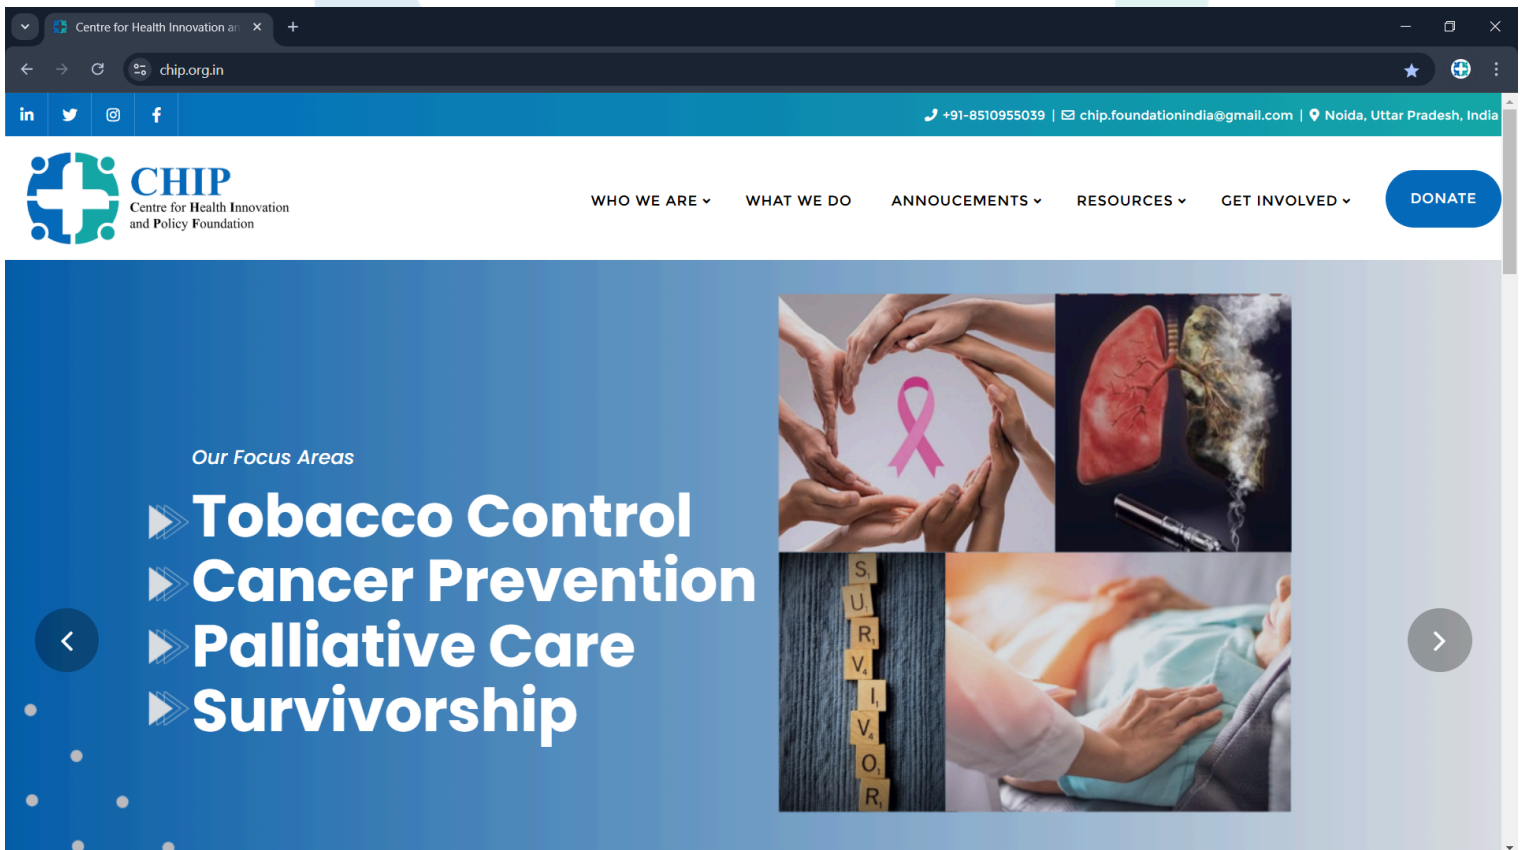 Centre for Health Innovation an
chip.org.in
+91-8510955039 | chip.foundationindia@gmail.com | Noida, Uttar Pradesh, India
CHIP
Centre for Health Innovation
and Policy Foundation
WHO WE ARE WHAT WE DO ANNOUCEMENTS RESOURCES GET INVOLVED DONATE
Our Focus Areas
Tobacco Control
Cancer Prevention
Palliative Care
Survivorship
SURVIVOR